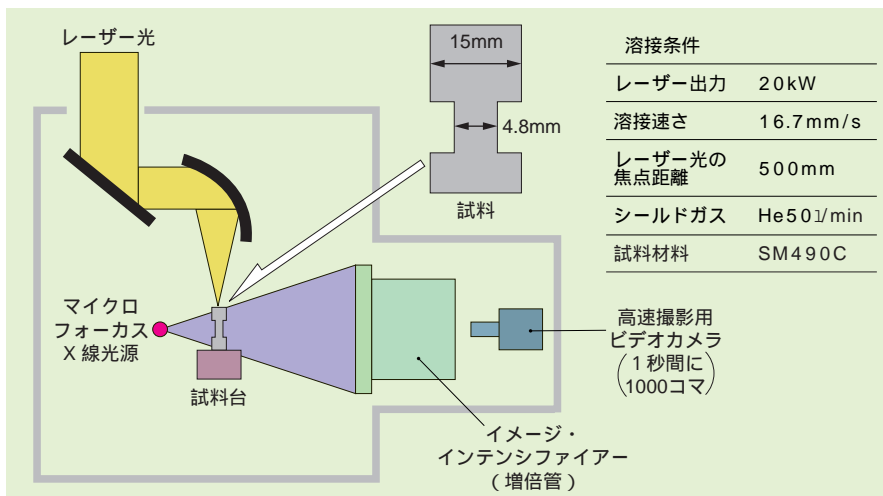 レーザー光
15mm
4.8mm
試料
マイクロ
フォーカス
X 線光源
試料台
イメージ・
インテンシファイアー
(増倍管)
高速撮影用
ビデオカメラ
(1秒間に
1000コマ)
溶接条件
レーザー出力 20kW
溶接速さ 16.7mm/s
レーザー光の
焦点距離 500mm
シールドガス He50l/min
試料材料 SM490C